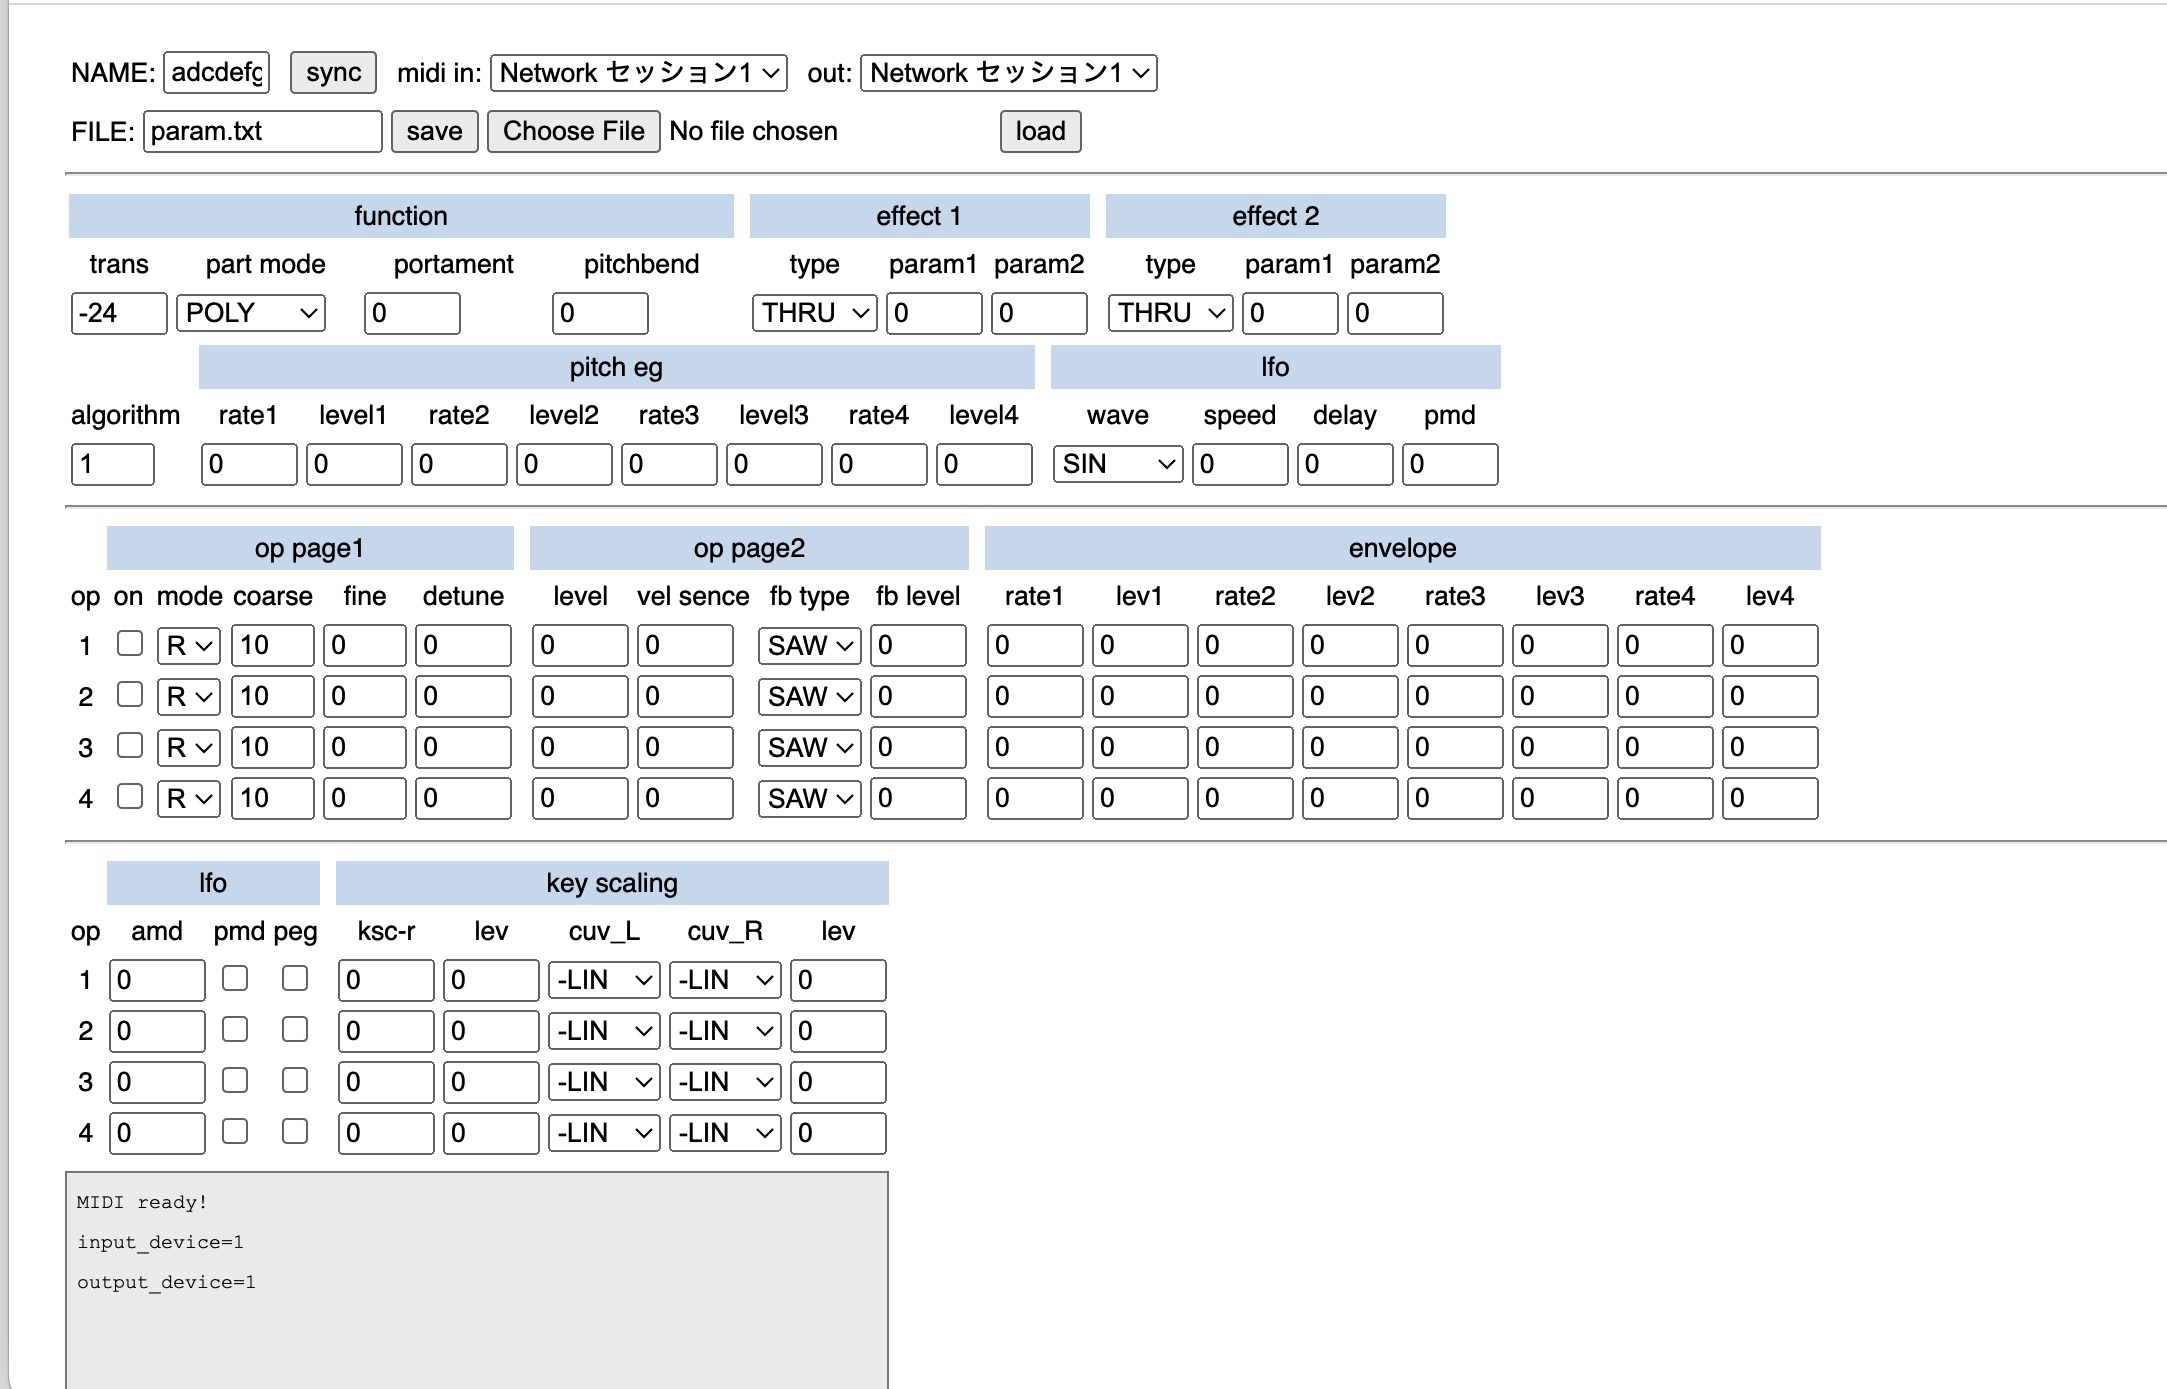 NAME: adcdefg sync midi in: Network セッション1 out: Network セッション1
FILE: param.txt save Choose File No file chosen load
function effect 1 effect 2
trans part mode portament pitchbend type param1 param2 type param1 param2
-24 POLY 0 0 THRU 0 0 THRU 0 0
pitch eg lfo
algorithm rate1 level1 rate2 level2 rate3 level3 rate4 level4 wave speed delay pmd
1 0 0 0 0 0 0 0 0 SIN 0 0 0
op page1 op page2 envelope
op on mode coarse fine detune level vel sence fb type fb level rate1 lev1 rate2 lev2 rate3 lev3 rate4 lev4
1 R 10 0 0 0 0 SAW 0 0 0 0 0 0 0 0 0
2 R 10 0 0 0 0 SAW 0 0 0 0 0 0 0 0 0
3 R 10 0 0 0 0 SAW 0 0 0 0 0 0 0 0 0
4 R 10 0 0 0 0 SAW 0 0 0 0 0 0 0 0 0
lfo key scaling
op amd pmd peg ksc-r lev cuv_L cuv_R lev
1 0 0 0 -LIN -LIN 0
2 0 0 0 -LIN -LIN 0
3 0 0 0 -LIN -LIN 0
4 0 0 0 -LIN -LIN 0
MIDI ready!
input_device=1
output_device=1